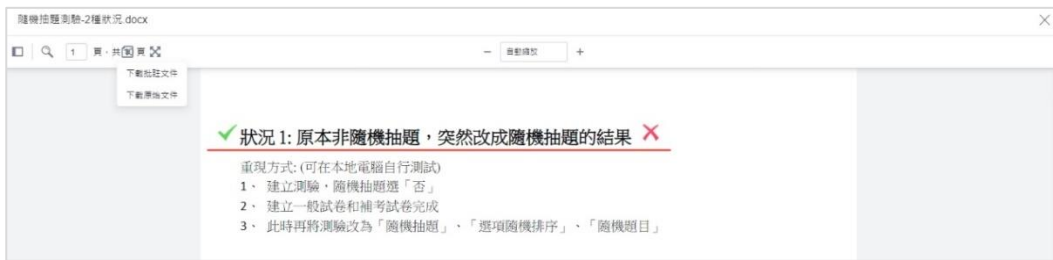 隨機抽題測驗-2種狀況.docx
1 頁，共 頁
自動縮放
下載批註文件
下載原始文件
狀況 1: 原本非隨機抽題，突然改成隨機抽題的結果
重現方式: (可在本地電腦自行測試)
1、 建立測驗，隨機抽題選「否」
2、 建立一般試卷和補考試卷完成
3、 此時再將測驗改為「隨機抽題」、「選項隨機排序」、「隨機題目」